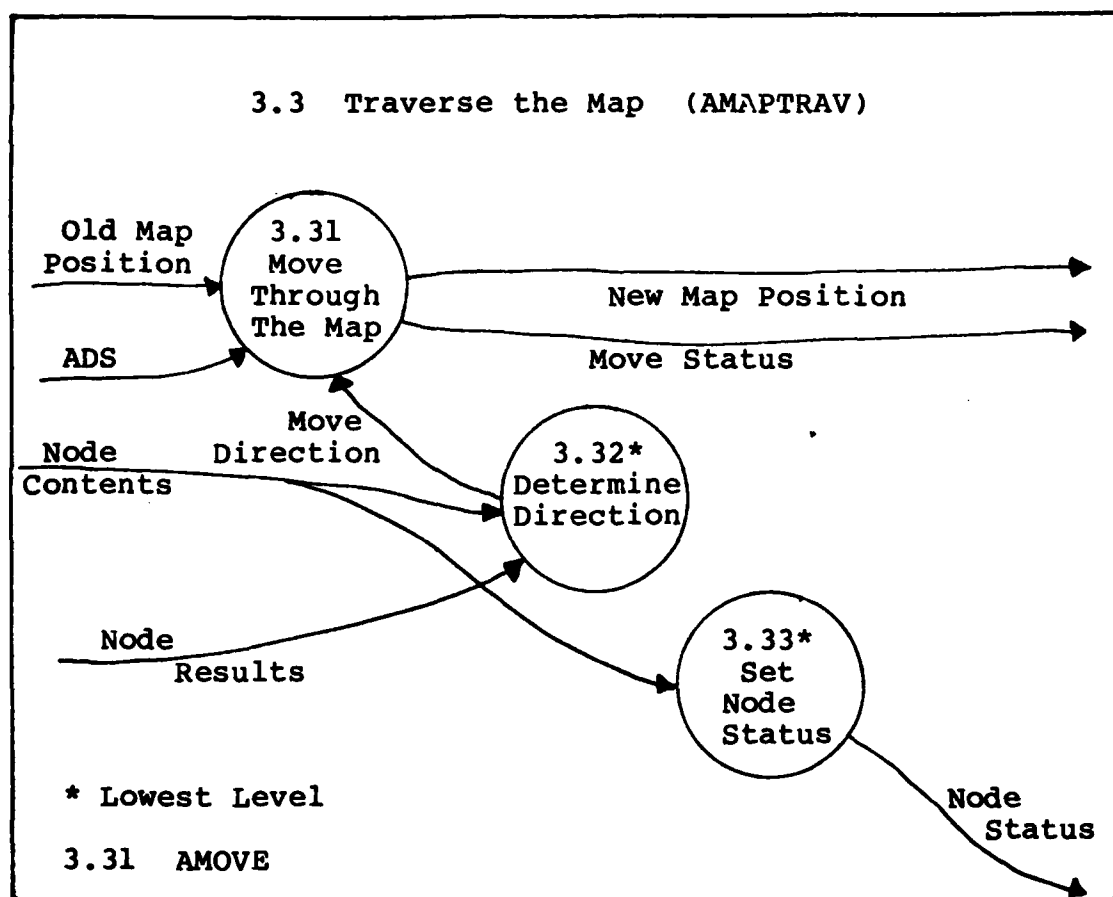 3.3 Traverse the Map (AMAPTRAV)
Old Map
Position
3.31
Move
Through
The Map
New Map Position
ADS
Move Status
Move
Direction
Node
Contents
3.32*
Determine
Direction
Node
Results
3.33*
Set
Node
Status
* Lowest Level
Node
Status
3.31 AMOVE